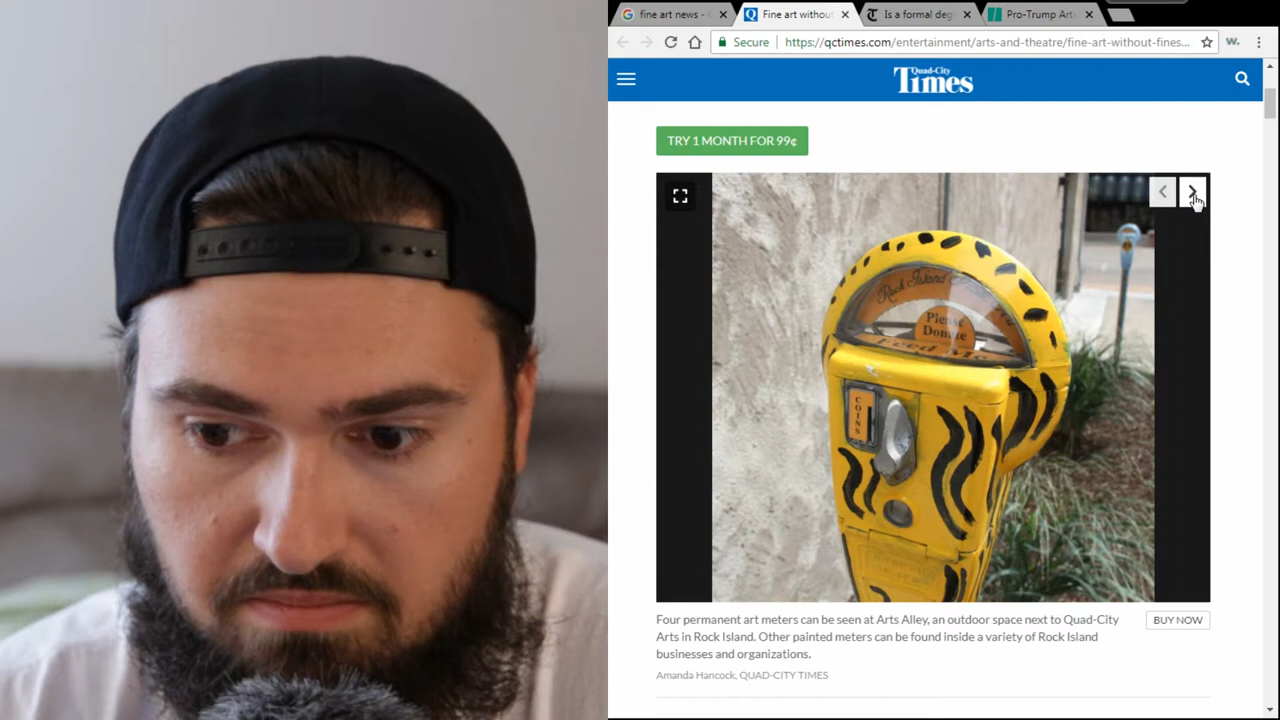 fine art news -
Fine art withou
Is a formal deg
Pro-Trump Art
Secure
https://qctimes.com/entertainment/arts-and-theatre/fine-art-without-fines...
w.
Quad-City
Times
TRY 1 MONTH FOR 99¢
Rock Island
Please
Donate
Feed Me
COINS
Four permanent art meters can be seen at Arts Alley, an outdoor space next to Quad-City
Arts in Rock Island. Other painted meters can be found inside a variety of Rock Island
businesses and organizations.
BUY NOW
Amanda Hancock, QUAD-CITY TIMES